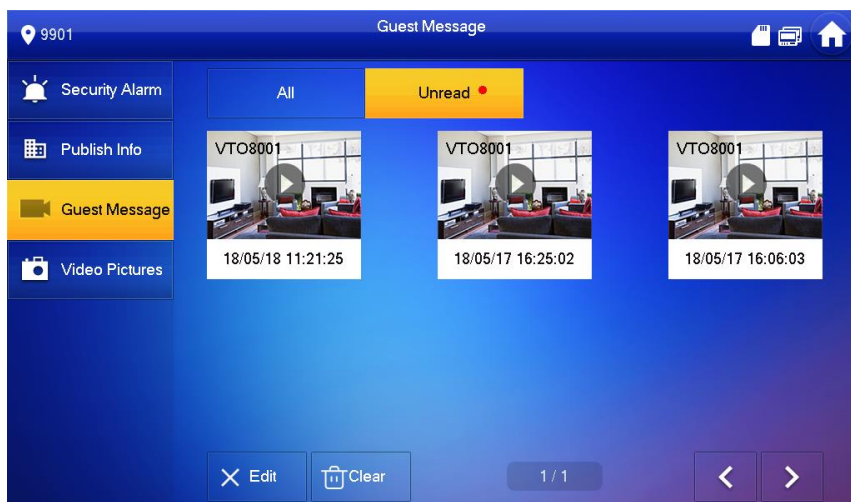 9901
Guest Message
Security Alarm
Publish Info
Guest Message
Video Pictures
All
Unread
VTO8001
VTO8001
VTO8001
18/05/18 11:21:25
18/05/17 16:25:02
18/05/17 16:06:03
Edit
Clear
1/1